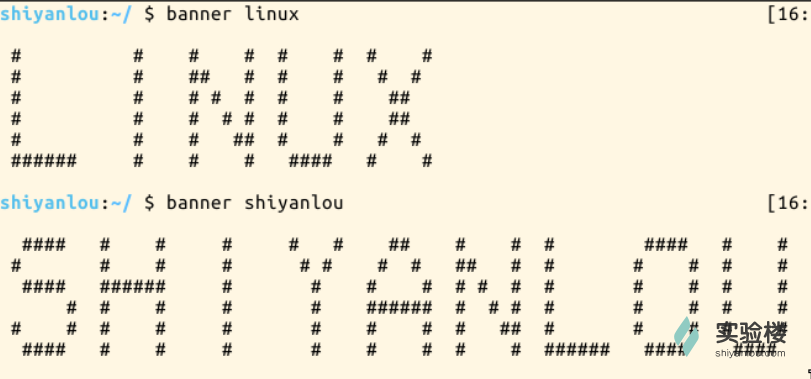 shiyanlou:~/ $ banner linux [16:
LINUX
shiyanlou:~/ $ banner shiyanlou [16:
SHIYANLOU
实验楼
shiyanlou.com